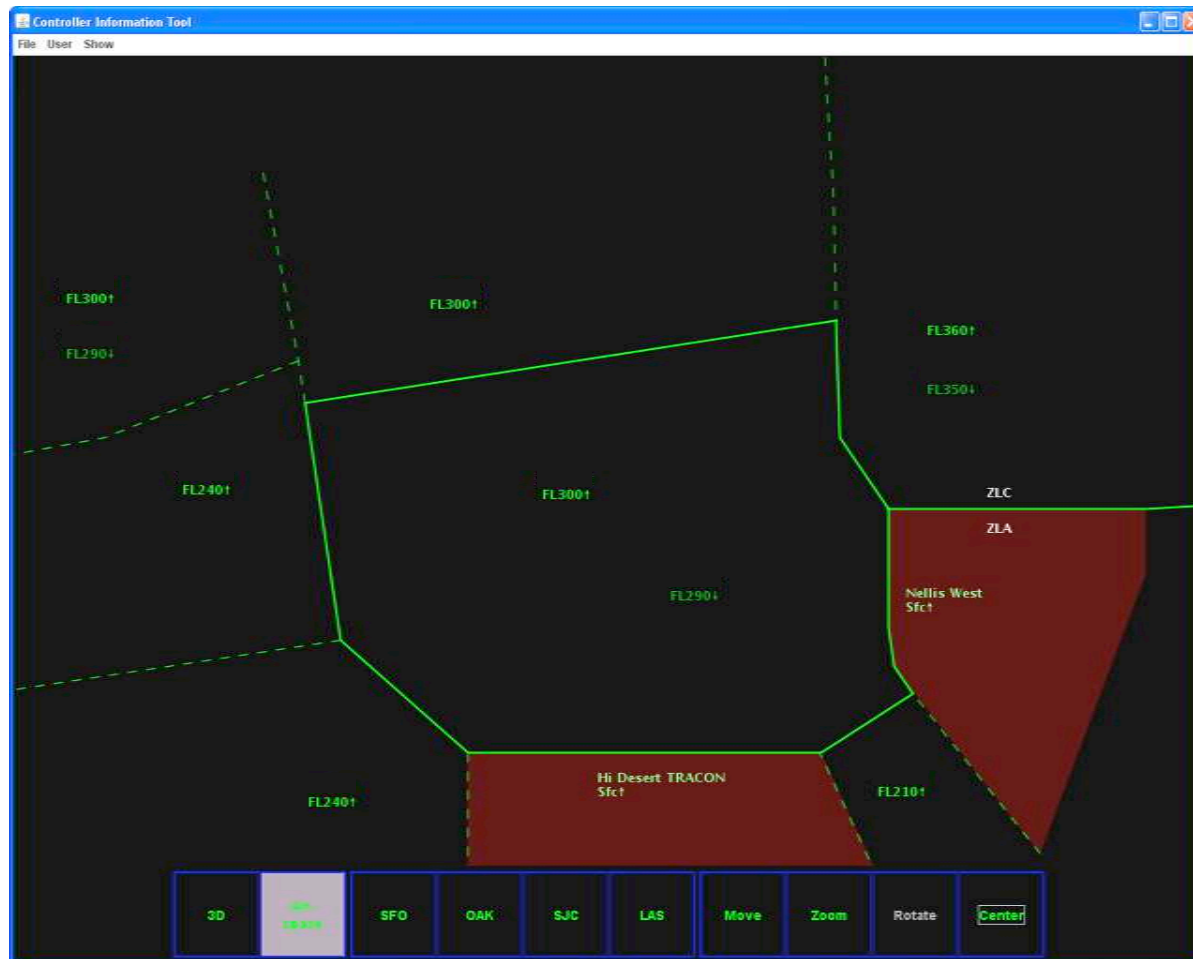 Controller Information Tool
File User Show
FL300↑
FL300↑
FL360↑
FL290↓
FL350↓
FL240↑
FL300↑
ZLC
ZLA
FL290↓
Nellis West
Sfc↑
Hi Desert TRACON
Sfc↑
FL240↑
FL210↑
3D
SFO
OAK
SJC
LAS
Move
Zoom
Rotate
Center